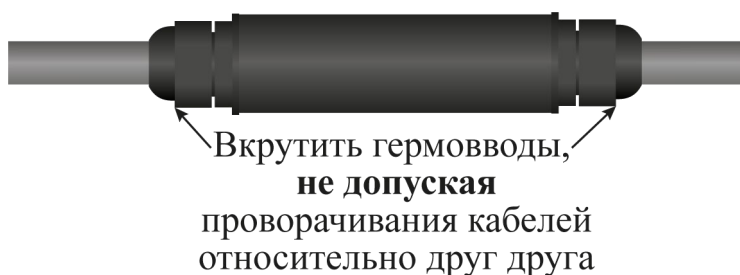 Вкрутить гермовводы,
не допуская
проворачивания кабелей
относительно друг друга